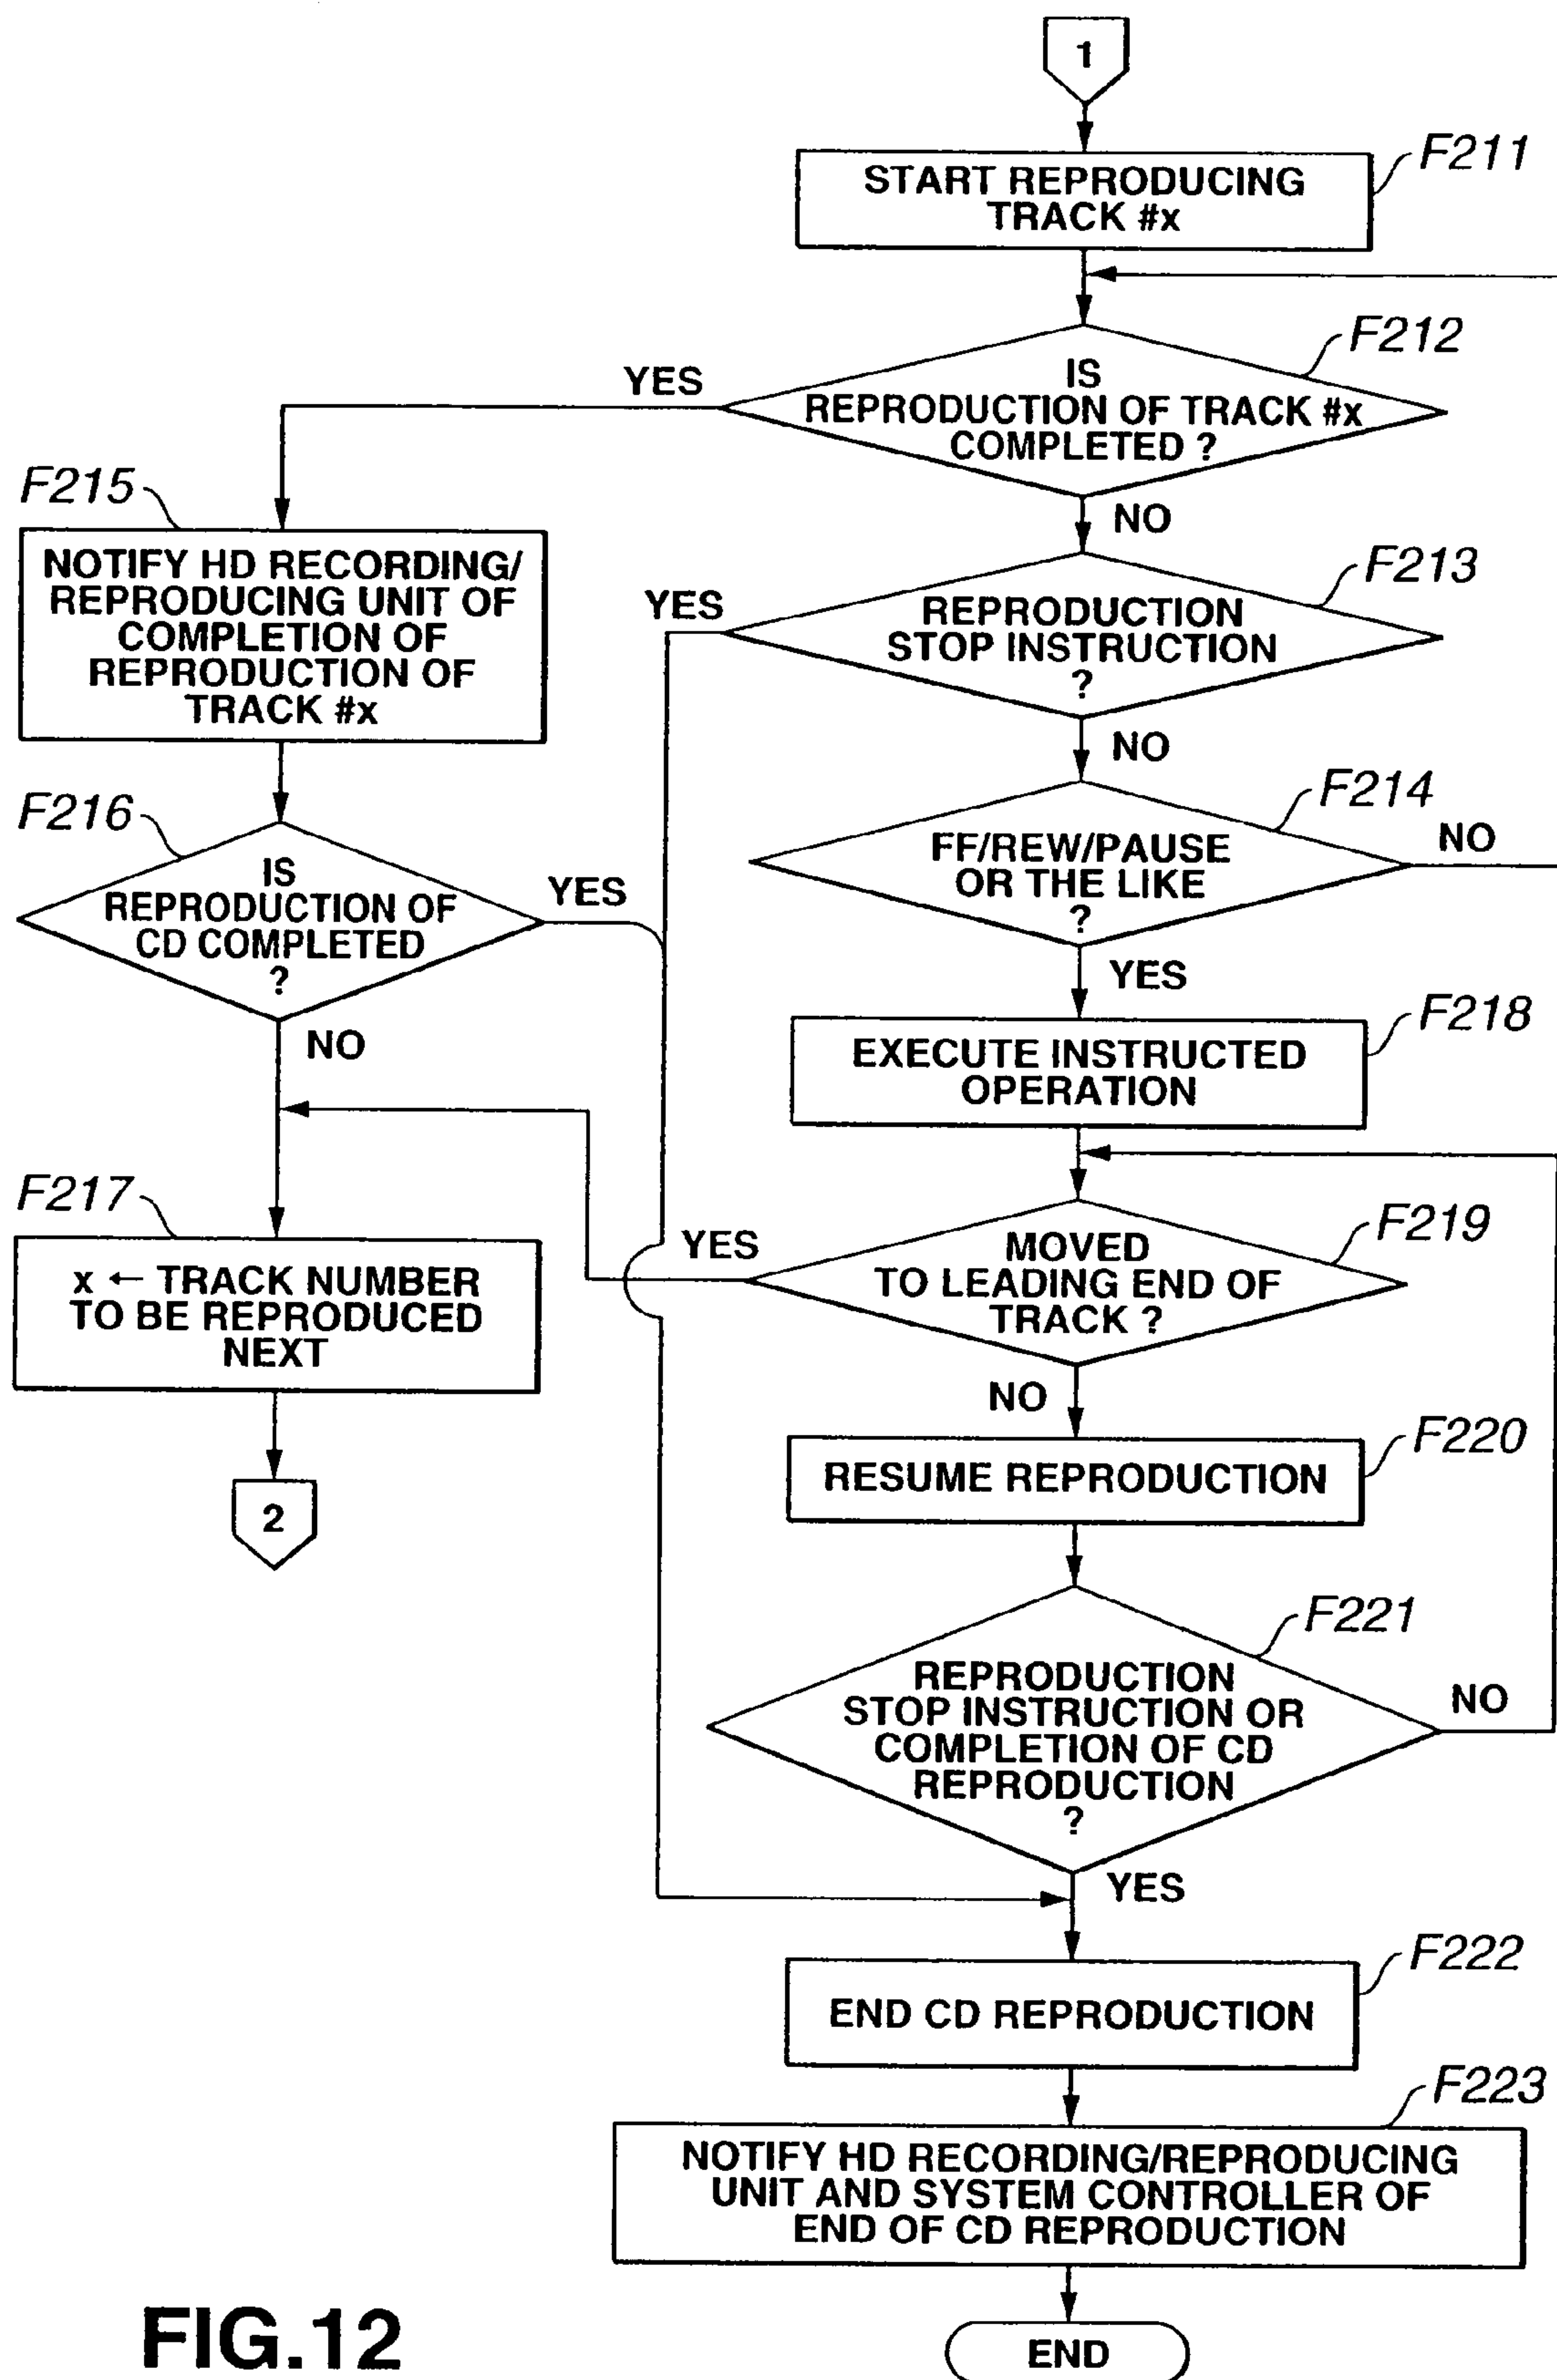 1
F211
START REPRODUCING
TRACK #x
F212
IS
REPRODUCTION OF TRACK #x
COMPLETED ?
YES
NO
F215
NOTIFY HD RECORDING/
REPRODUCING UNIT OF
COMPLETION OF
REPRODUCTION OF
TRACK #x
F213
REPRODUCTION
STOP INSTRUCTION
?
YES
NO
F216
IS
REPRODUCTION OF
CD COMPLETED
?
YES
NO
F214
FF/REW/PAUSE
OR THE LIKE
?
NO
YES
F218
EXECUTE INSTRUCTED
OPERATION
F217
x ← TRACK NUMBER
TO BE REPRODUCED
NEXT
2
F219
MOVED
TO LEADING END OF
TRACK ?
YES
NO
F220
RESUME REPRODUCTION
F221
REPRODUCTION
STOP INSTRUCTION OR
COMPLETION OF CD
REPRODUCTION
?
NO
YES
F222
END CD REPRODUCTION
F223
NOTIFY HD RECORDING/REPRODUCING
UNIT AND SYSTEM CONTROLLER OF
END OF CD REPRODUCTION
END
FIG.12